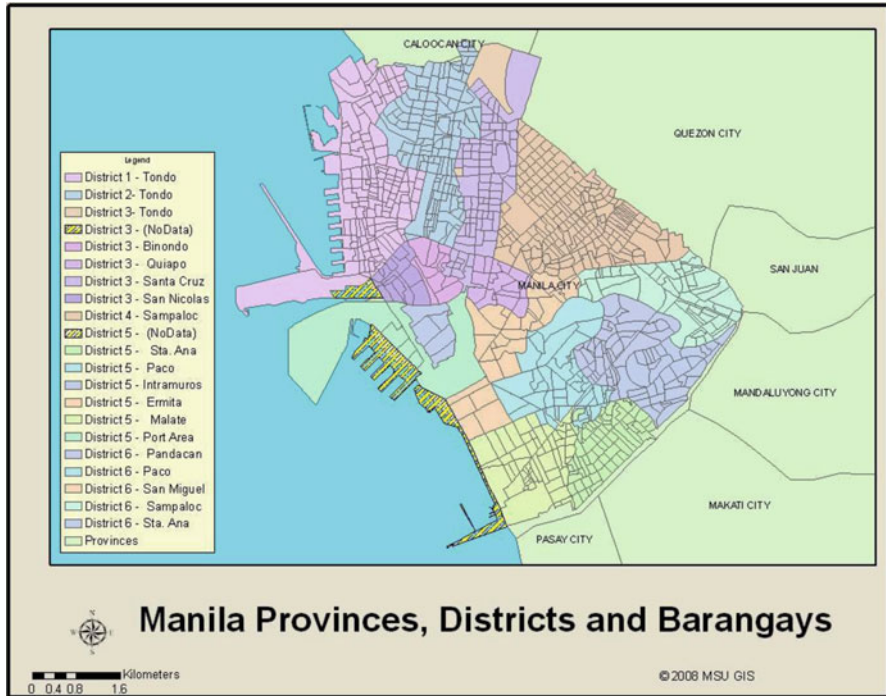 CALOOCAN CITY
QUEZON CITY
SAN JUAN
MANILA CITY
MANDALUYONG CITY
MAKATI CITY
PASAY CITY
Legend
District 1 - Tondo
District 2- Tondo
District 3- Tondo
District 3 - (NoData)
District 3 - Binondo
District 3 - Quiapo
District 3 - Santa Cruz
District 3 - San Nicolas
District 4 - Sampaloc
District 5 - (NoData)
District 5 - Sta. Ana
District 5 - Paco
District 5 - Intramuros
District 5 - Ermita
District 5 - Malate
District 5 - Port Area
District 6 - Pandacan
District 6 - Paco
District 6 - San Miguel
District 6 - Sampaloc
District 6 - Sta. Ana
Provinces
N
W E
S
Manila Provinces, Districts and Barangays
Kilometers
0 0.4 0.8 1.6
©2008 MSU GIS